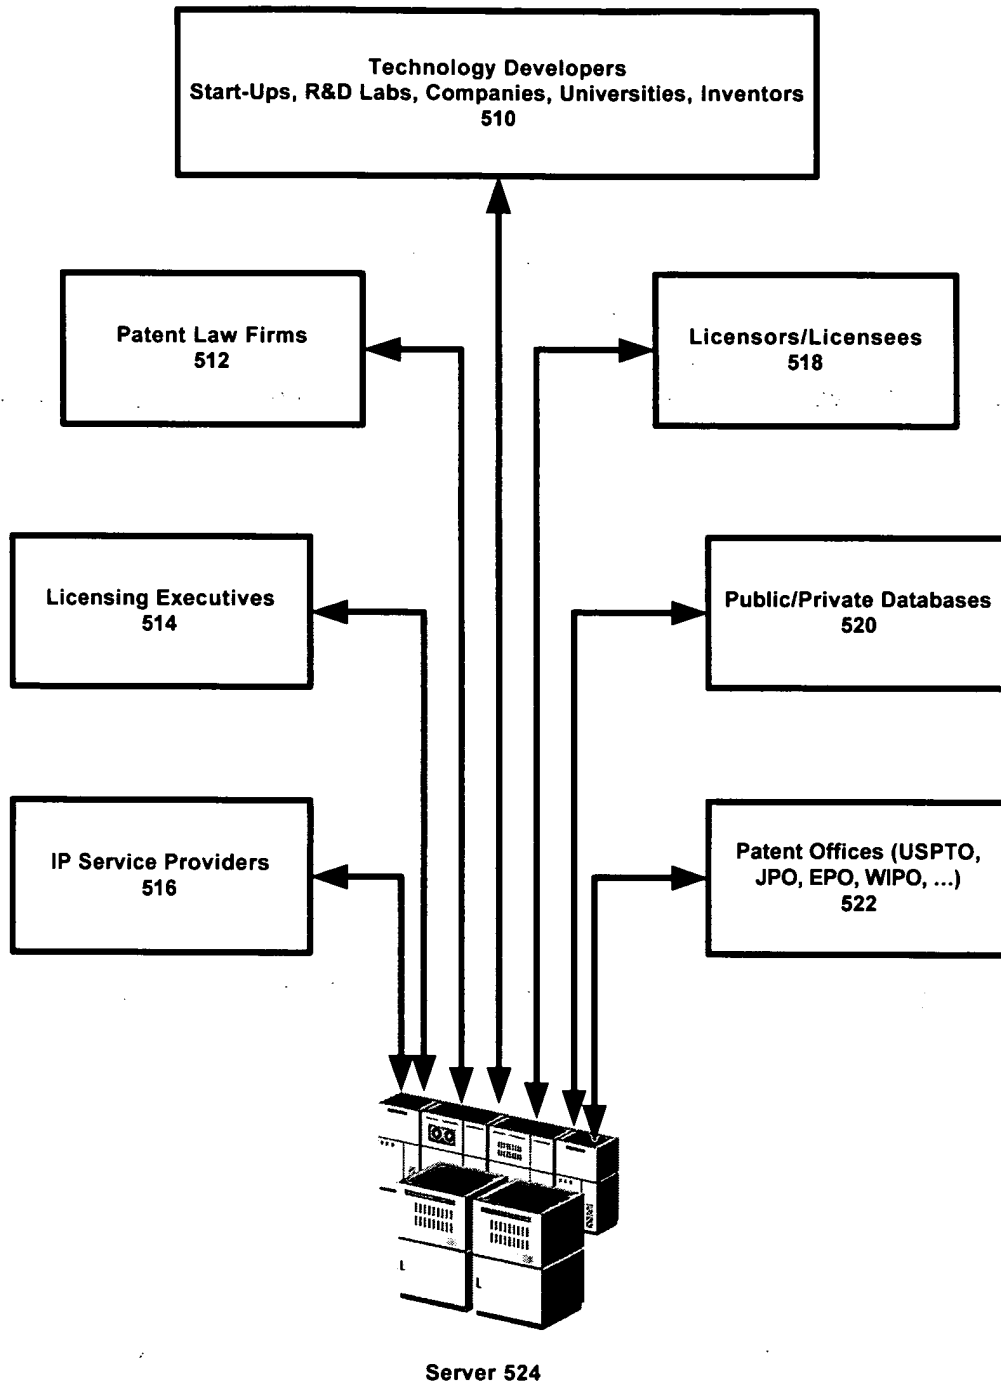 Technology Developers
Start-Ups, R&D Labs, Companies, Universities, Inventors
510
Patent Law Firms
512
Licensors/Licensees
518
Licensing Executives
514
Public/Private Databases
520
IP Service Providers
516
Patent Offices (USPTO,
JPO, EPO, WIPO, ...)
522
Server 524